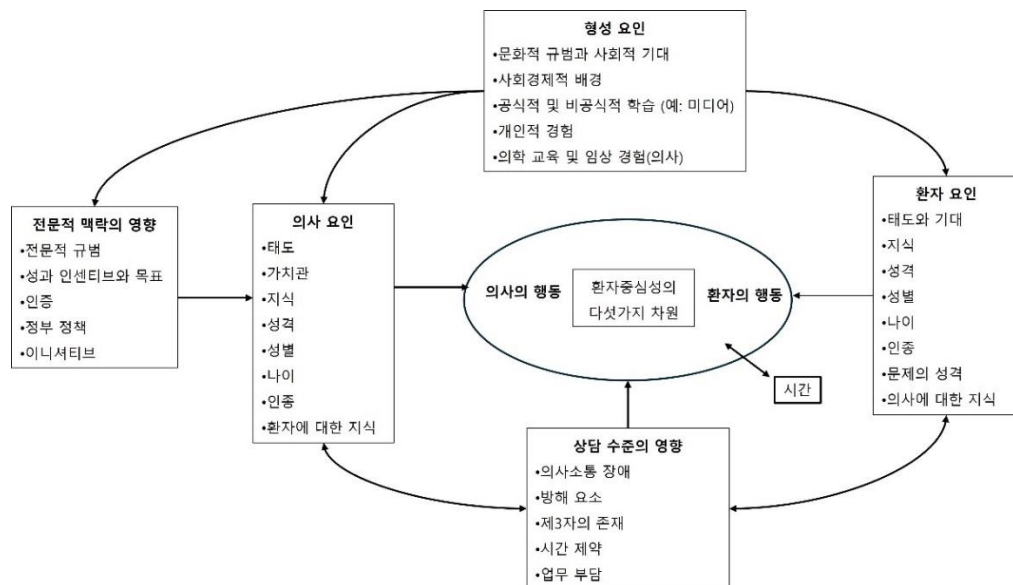 형성 요인
•문화적 규범과 사회적 기대
•사회경제적 배경
•공식적 및 비공식적 학습 (예: 미디어)
•개인적 경험
•의학 교육 및 임상 경험(의사)
전문적 맥락의 영향
•전문적 규범
•성과 인센티브와 목표
•인증
•정부 정책
•이니셔티브
의사 요인
•태도
•가치관
•지식
•성격
•성별
•나이
•인종
•환자에 대한 지식
의사의 행동
환자중심성의
다섯가지 차원
환자의 행동
시간
환자 요인
•태도와 기대
•지식
•성격
•성별
•나이
•인종
•문제의 성격
•의사에 대한 지식
상담 수준의 영향
•의사소통 장애
•방해 요소
•제3자의 존재
•시간 제약
•업무 부담